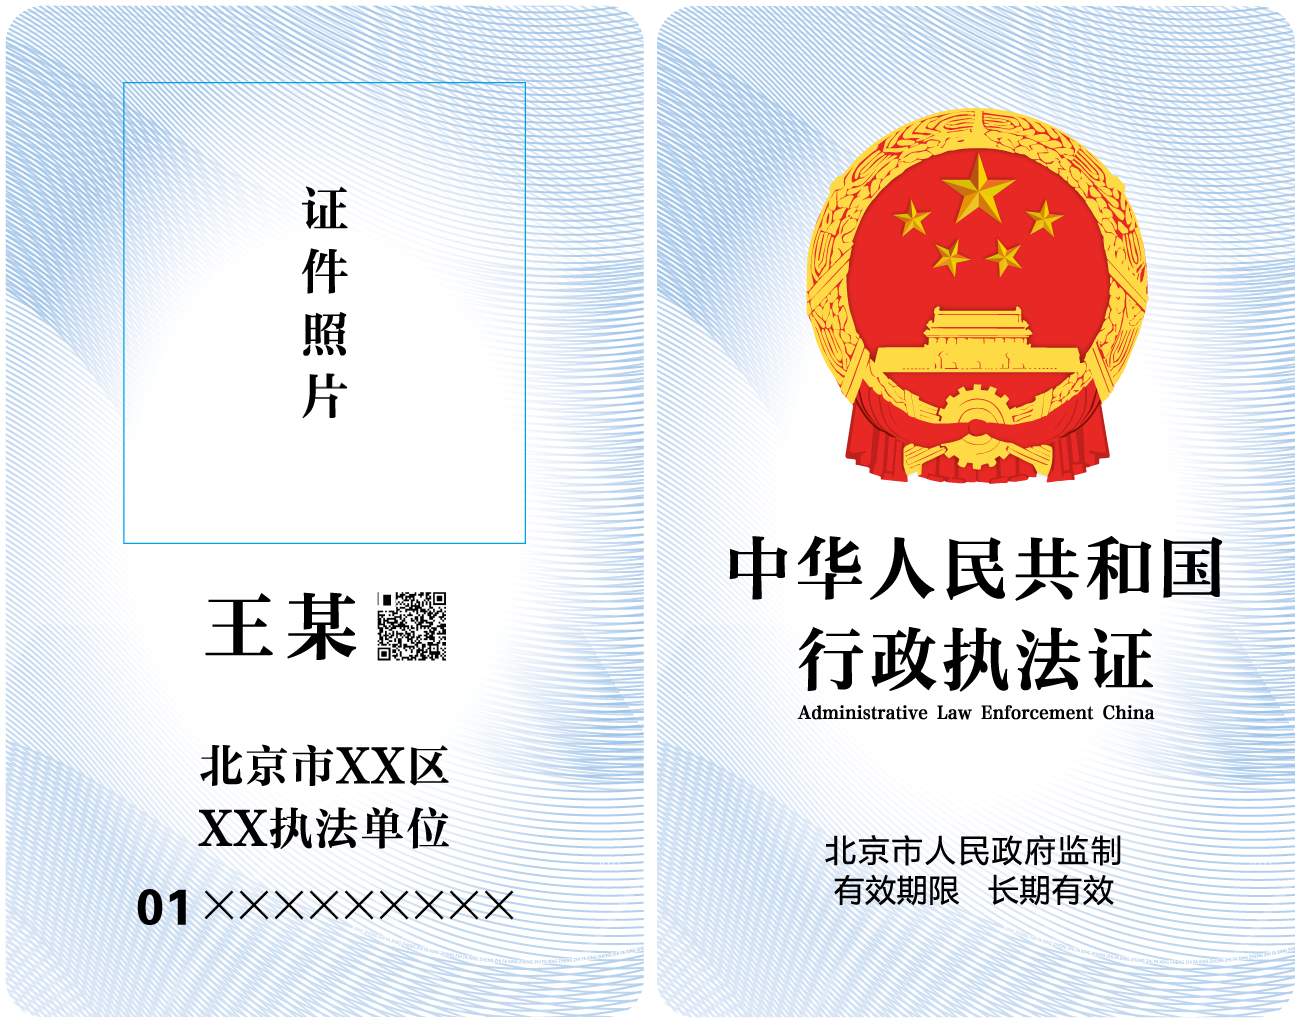 证件照片
王某
北京市XX区
XX执法单位
01×××××××××
中华人民共和国
行政执法证
Administrative Law Enforcement China
北京市人民政府监制
有效期限 长期有效